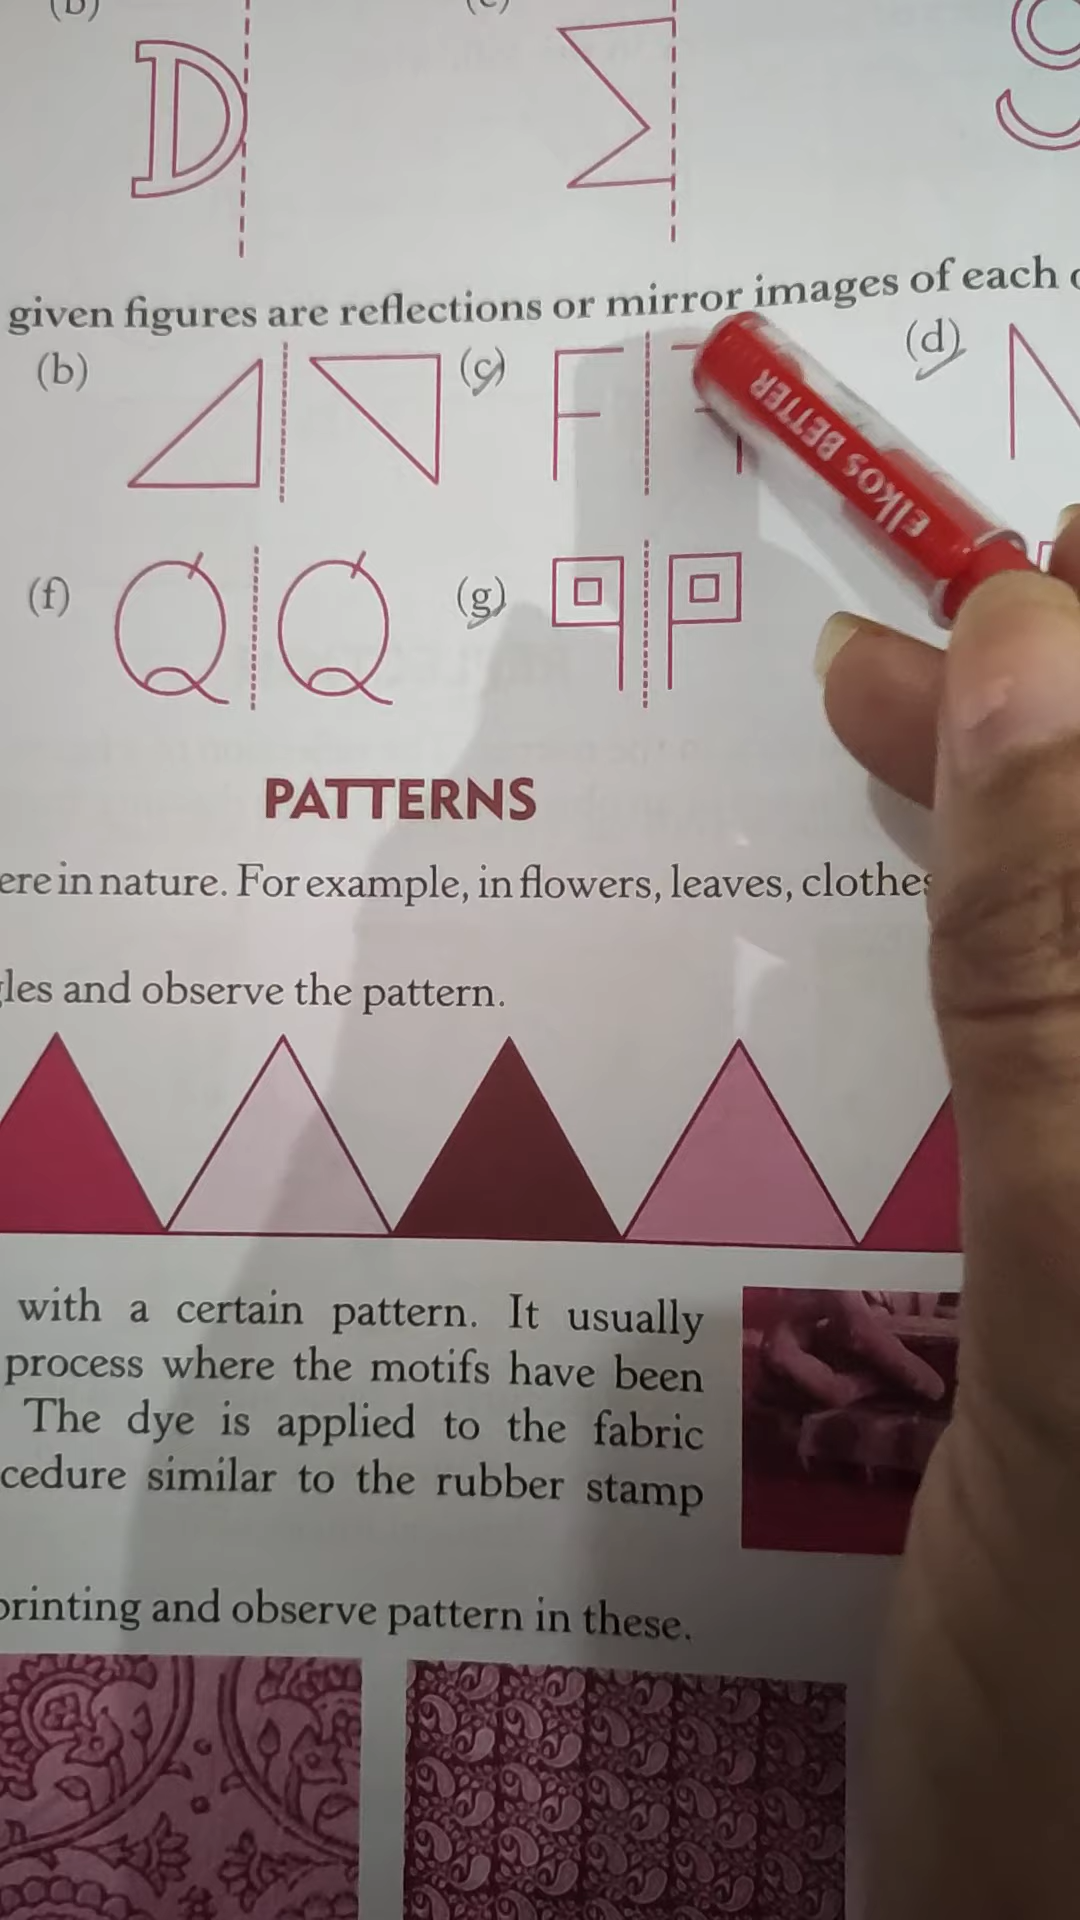 (b)
D
given figures are reflections or mirror images of each
(b) (c) F (d)
(f) Q Q (g)
elkos BETTER
PATTERNS
ere in nature. For example, in flowers, leaves, clothes
les and observe the pattern.
with a certain pattern. It usually
process where the motifs have been
The dye is applied to the fabric
cedure similar to the rubber stamp
printing and observe pattern in these.